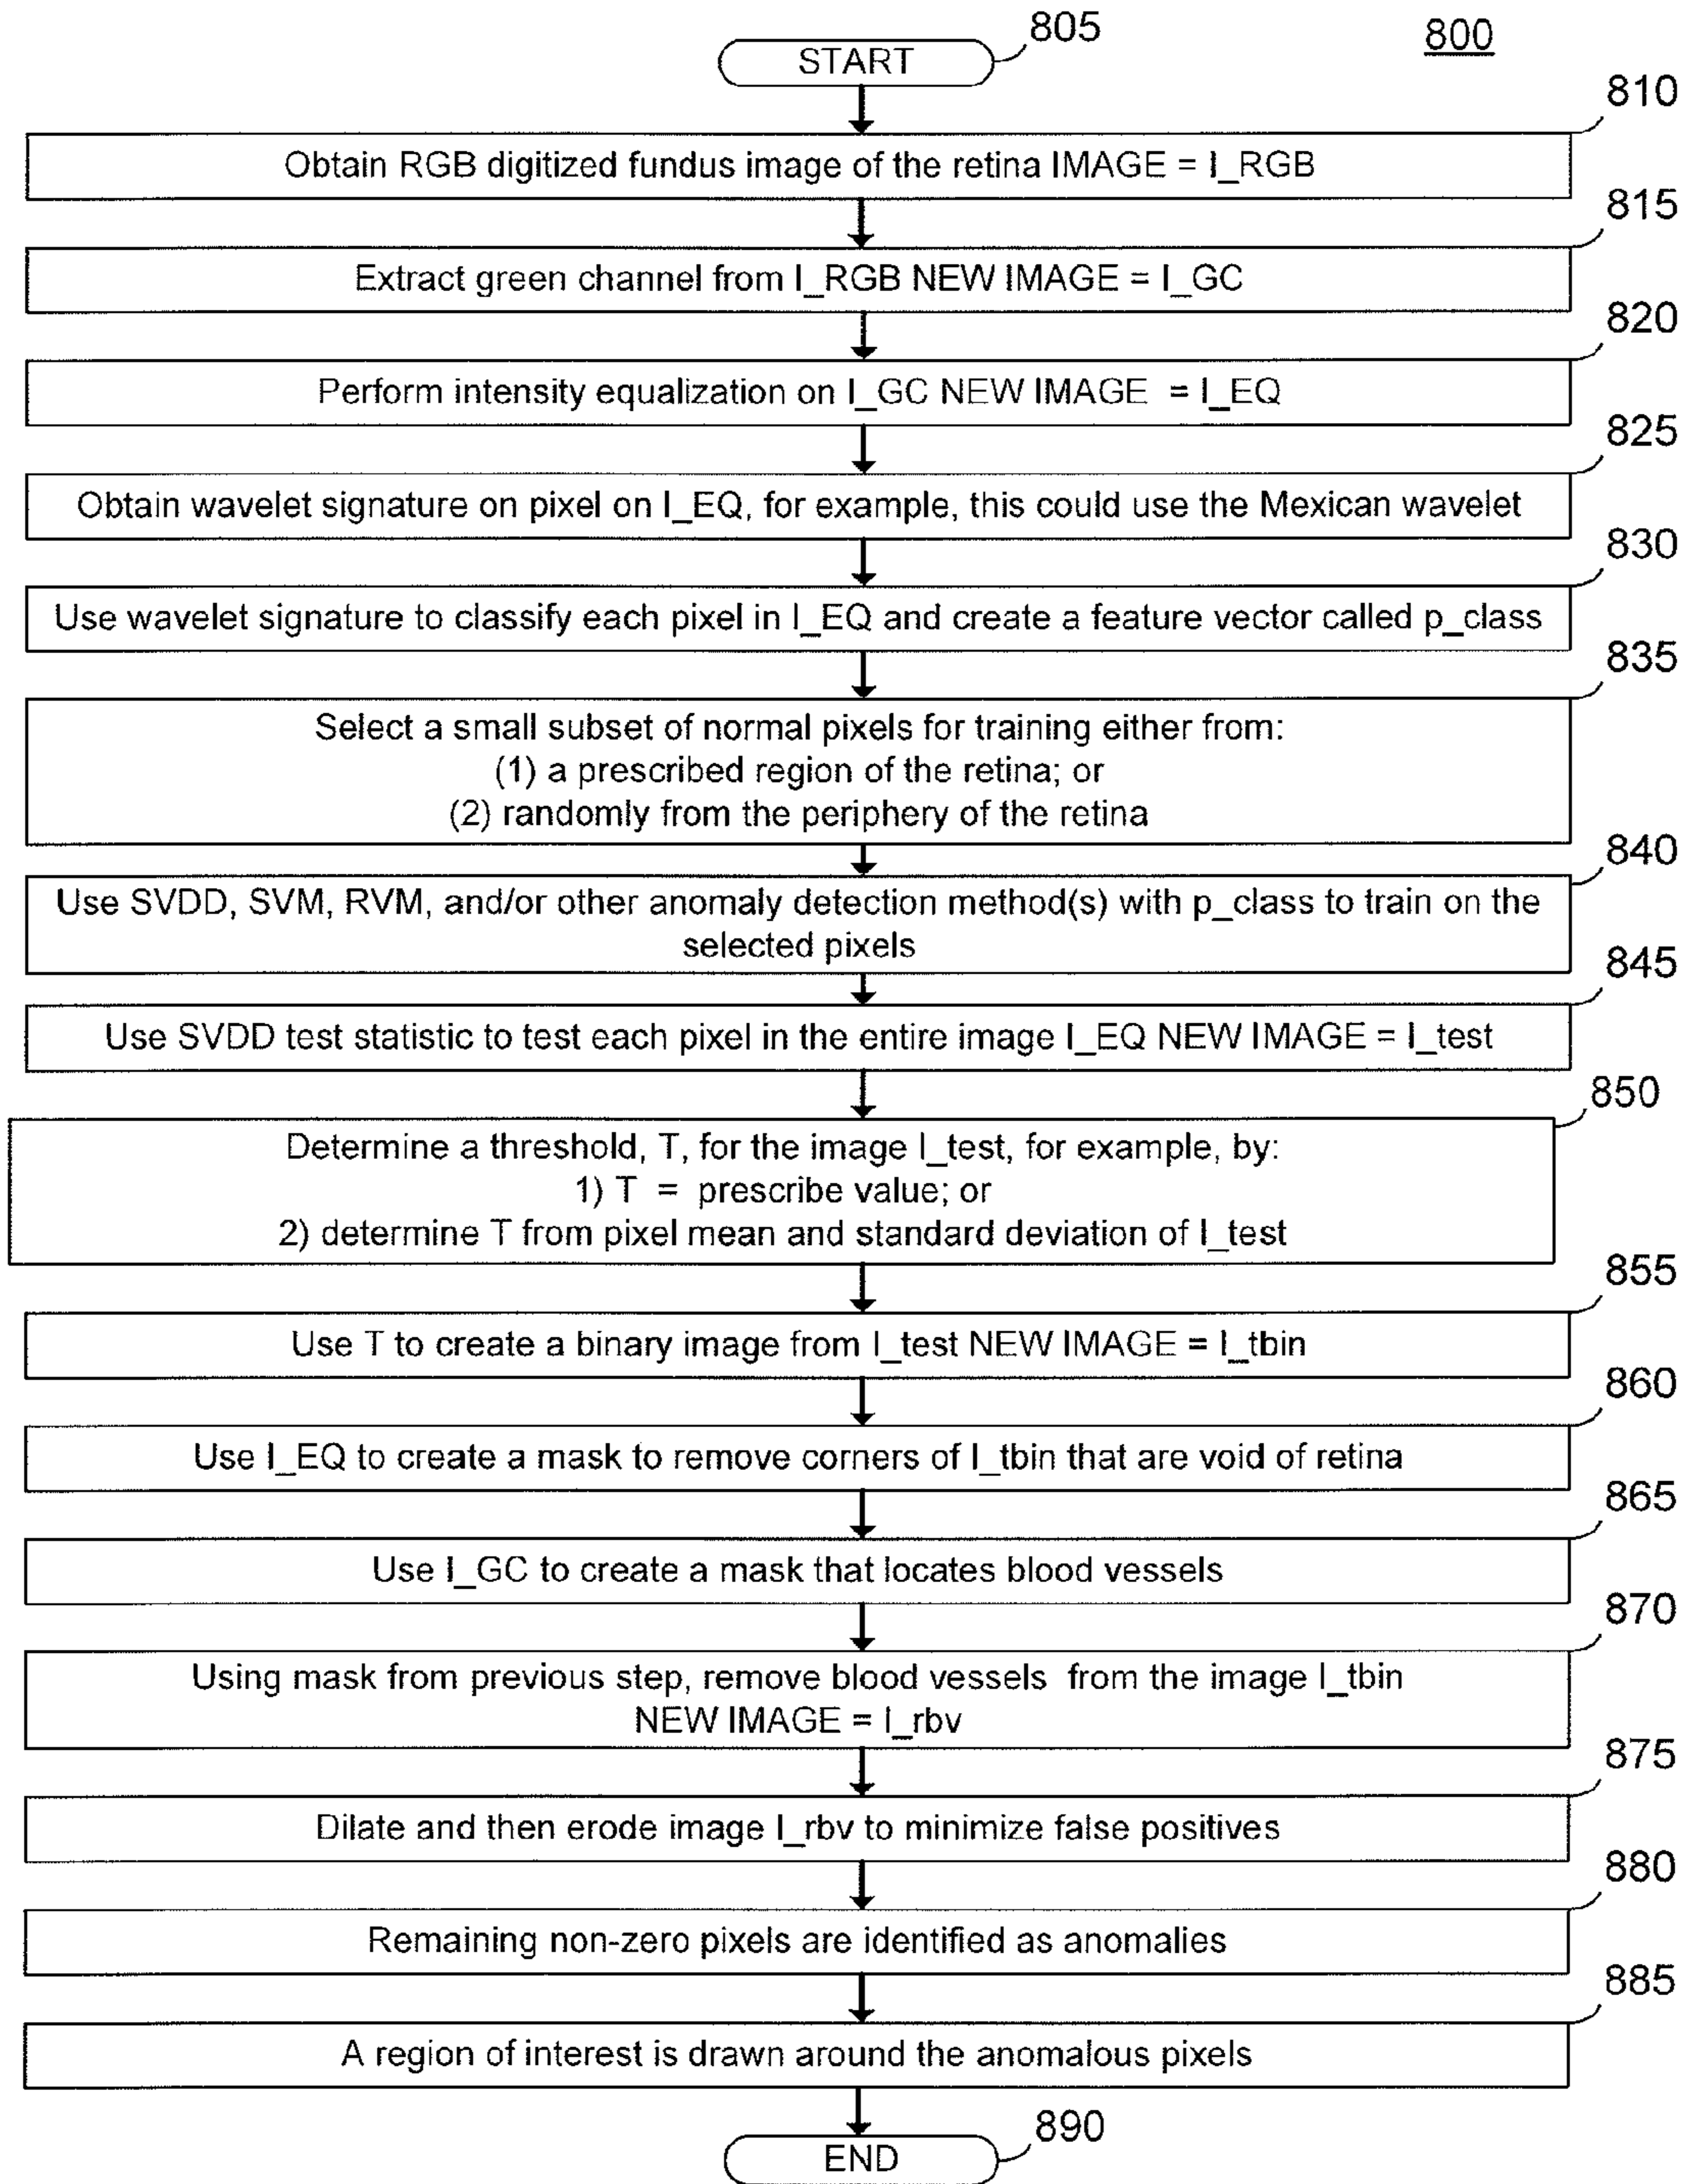 800
START
805
810
Obtain RGB digitized fundus image of the retina IMAGE = I_RGB
815
Extract green channel from I_RGB NEW IMAGE = I_GC
820
Perform intensity equalization on I_GC NEW IMAGE = I_EQ
825
Obtain wavelet signature on pixel on I_EQ, for example, this could use the Mexican wavelet
830
Use wavelet signature to classify each pixel in I_EQ and create a feature vector called p_class
835
Select a small subset of normal pixels for training either from:
(1) a prescribed region of the retina; or
(2) randomly from the periphery of the retina
840
Use SVDD, SVM, RVM, and/or other anomaly detection method(s) with p_class to train on the
selected pixels
845
Use SVDD test statistic to test each pixel in the entire image I_EQ NEW IMAGE = I_test
850
Determine a threshold, T, for the image I_test, for example, by:
1) T = prescribe value; or
2) determine T from pixel mean and standard deviation of I_test
855
Use T to create a binary image from I_test NEW IMAGE = I_tbin
860
Use I_EQ to create a mask to remove corners of I_tbin that are void of retina
865
Use I_GC to create a mask that locates blood vessels
870
Using mask from previous step, remove blood vessels from the image I_tbin
NEW IMAGE = I_rbv
875
Dilate and then erode image I_rbv to minimize false positives
880
Remaining non-zero pixels are identified as anomalies
885
A region of interest is drawn around the anomalous pixels
END
890